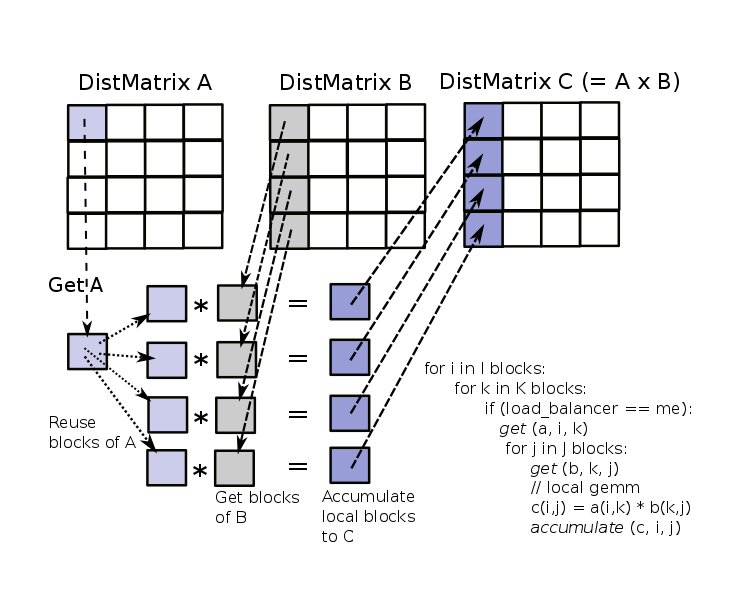 DistMatrix A
DistMatrix B
DistMatrix C (= A x B)
Get A
* =
* =
* =
* =
Reuse
blocks of A
Get blocks
of B
Accumulate
local blocks
to C
for i in I blocks:
for k in K blocks:
if (load_balancer == me):
get (a, i, k)
for j in J blocks:
get (b, k, j)
// local gemm
c(i,j) = a(i,k) * b(k,j)
accumulate (c, i, j)